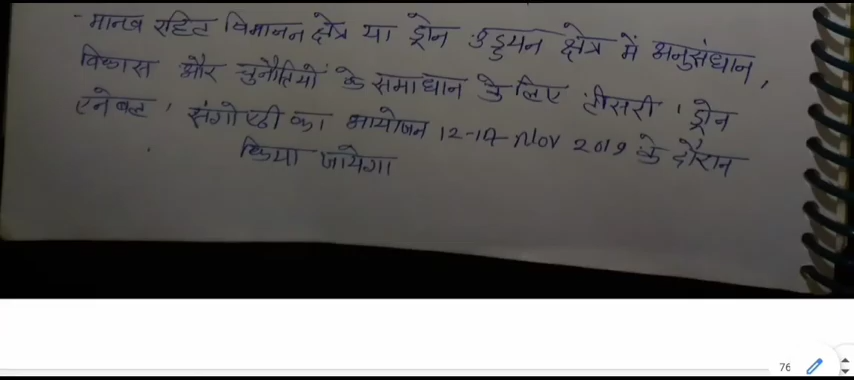 - मानव रहित विमानन क्षेत्र या ड्रोन उड्डयन क्षेत्र में अनुसंधान,
विकास और चुनौतियों के समाधान के लिए तीसरी 'ड्रोन
एनेबल' संगोष्ठी का आयोजन 12-14 Nov 2019 के दौरान
किया जायेगा
76